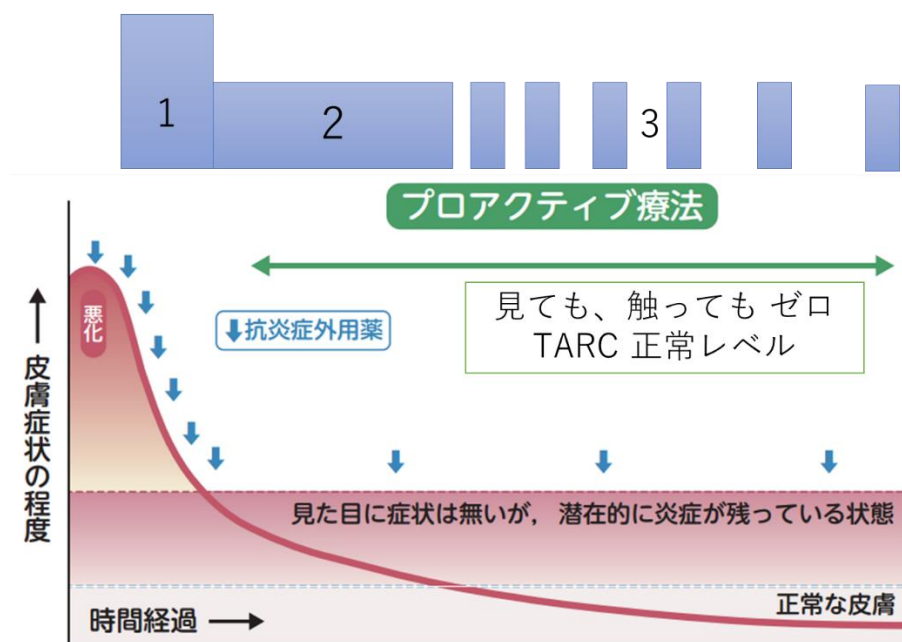 1
2
3
プロアクティブ療法
見ても、触っても ゼロ
TARC 正常レベル
悪化
抗炎症外用薬
皮膚症状の程度
見た目に症状は無いが，潜在的に炎症が残っている状態
正常な皮膚
時間経過